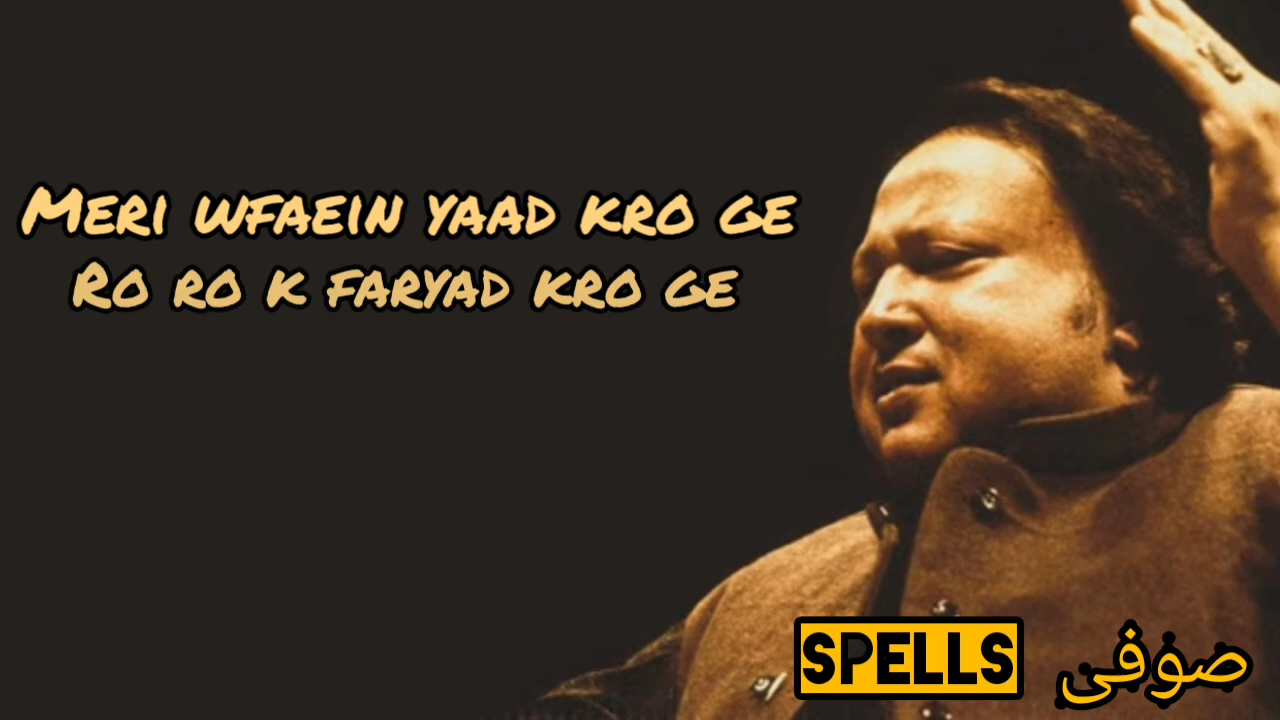 Meri wfaein yaad kro ge
Ro ro k faryad kro ge
SPELLS صوفی